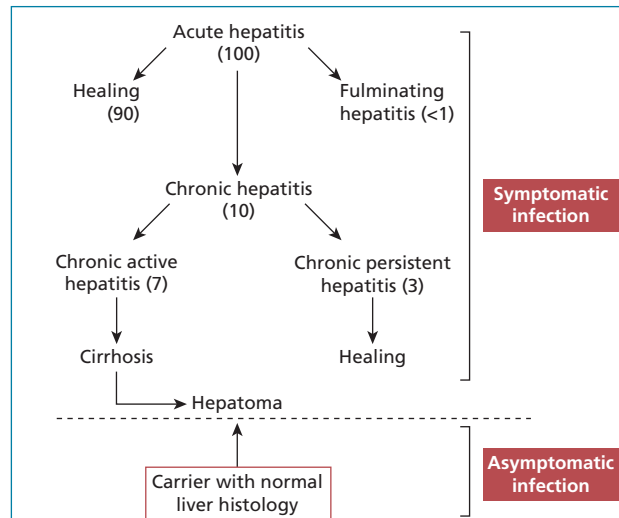 Acute hepatitis
(100)
Healing
(90)
Fulminating
hepatitis (<1)
Chronic hepatitis
(10)
Symptomatic
infection
Chronic active
hepatitis (7)
Chronic persistent
hepatitis (3)
Cirrhosis
Healing
Hepatoma
Carrier with normal
liver histology
Asymptomatic
infection